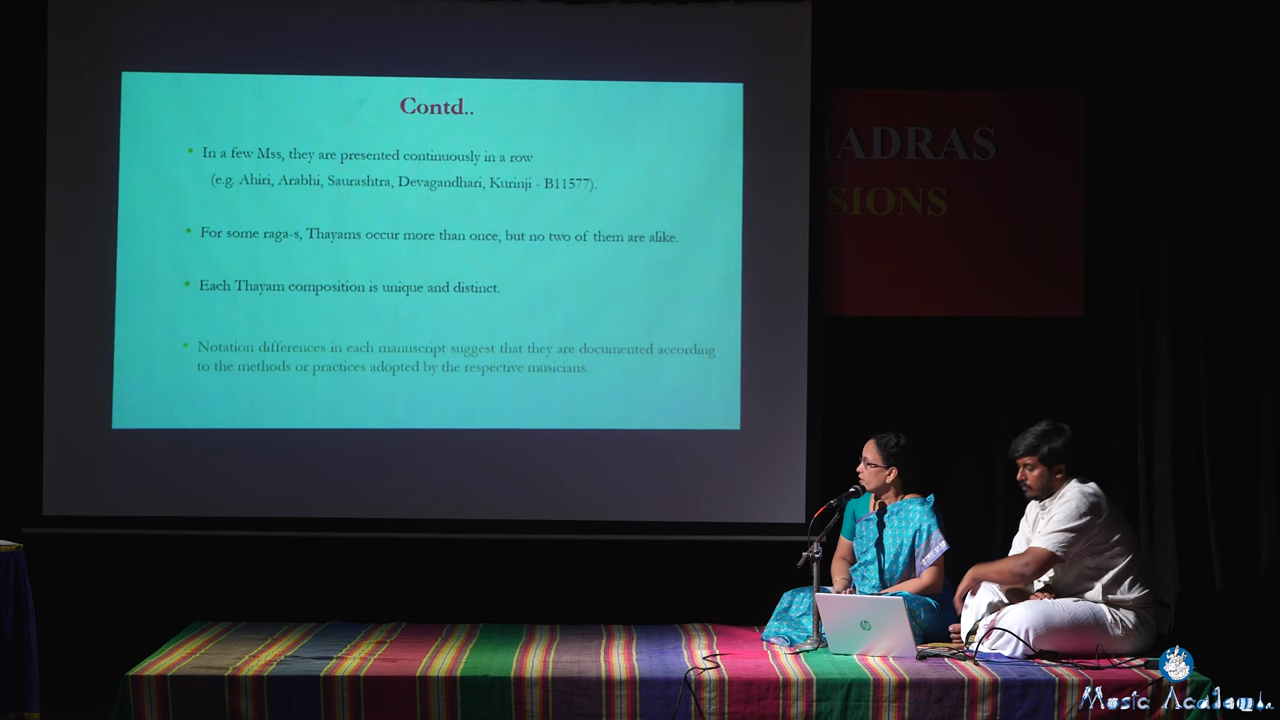 Contd..
• In a few Mss, they are presented continuously in a row
(e.g. Ahiri, Arabhi, Saurashtra, Devagandhari, Kurinji - B11577).
• For some raga-s, Thayams occur more than once, but no two of them are alike.
• Each Thayam composition is unique and distinct.
• Notation differences in each manuscript suggest that they are documented according
to the methods or practices adopted by the respective musicians.
ADRAS
SIONS
hp